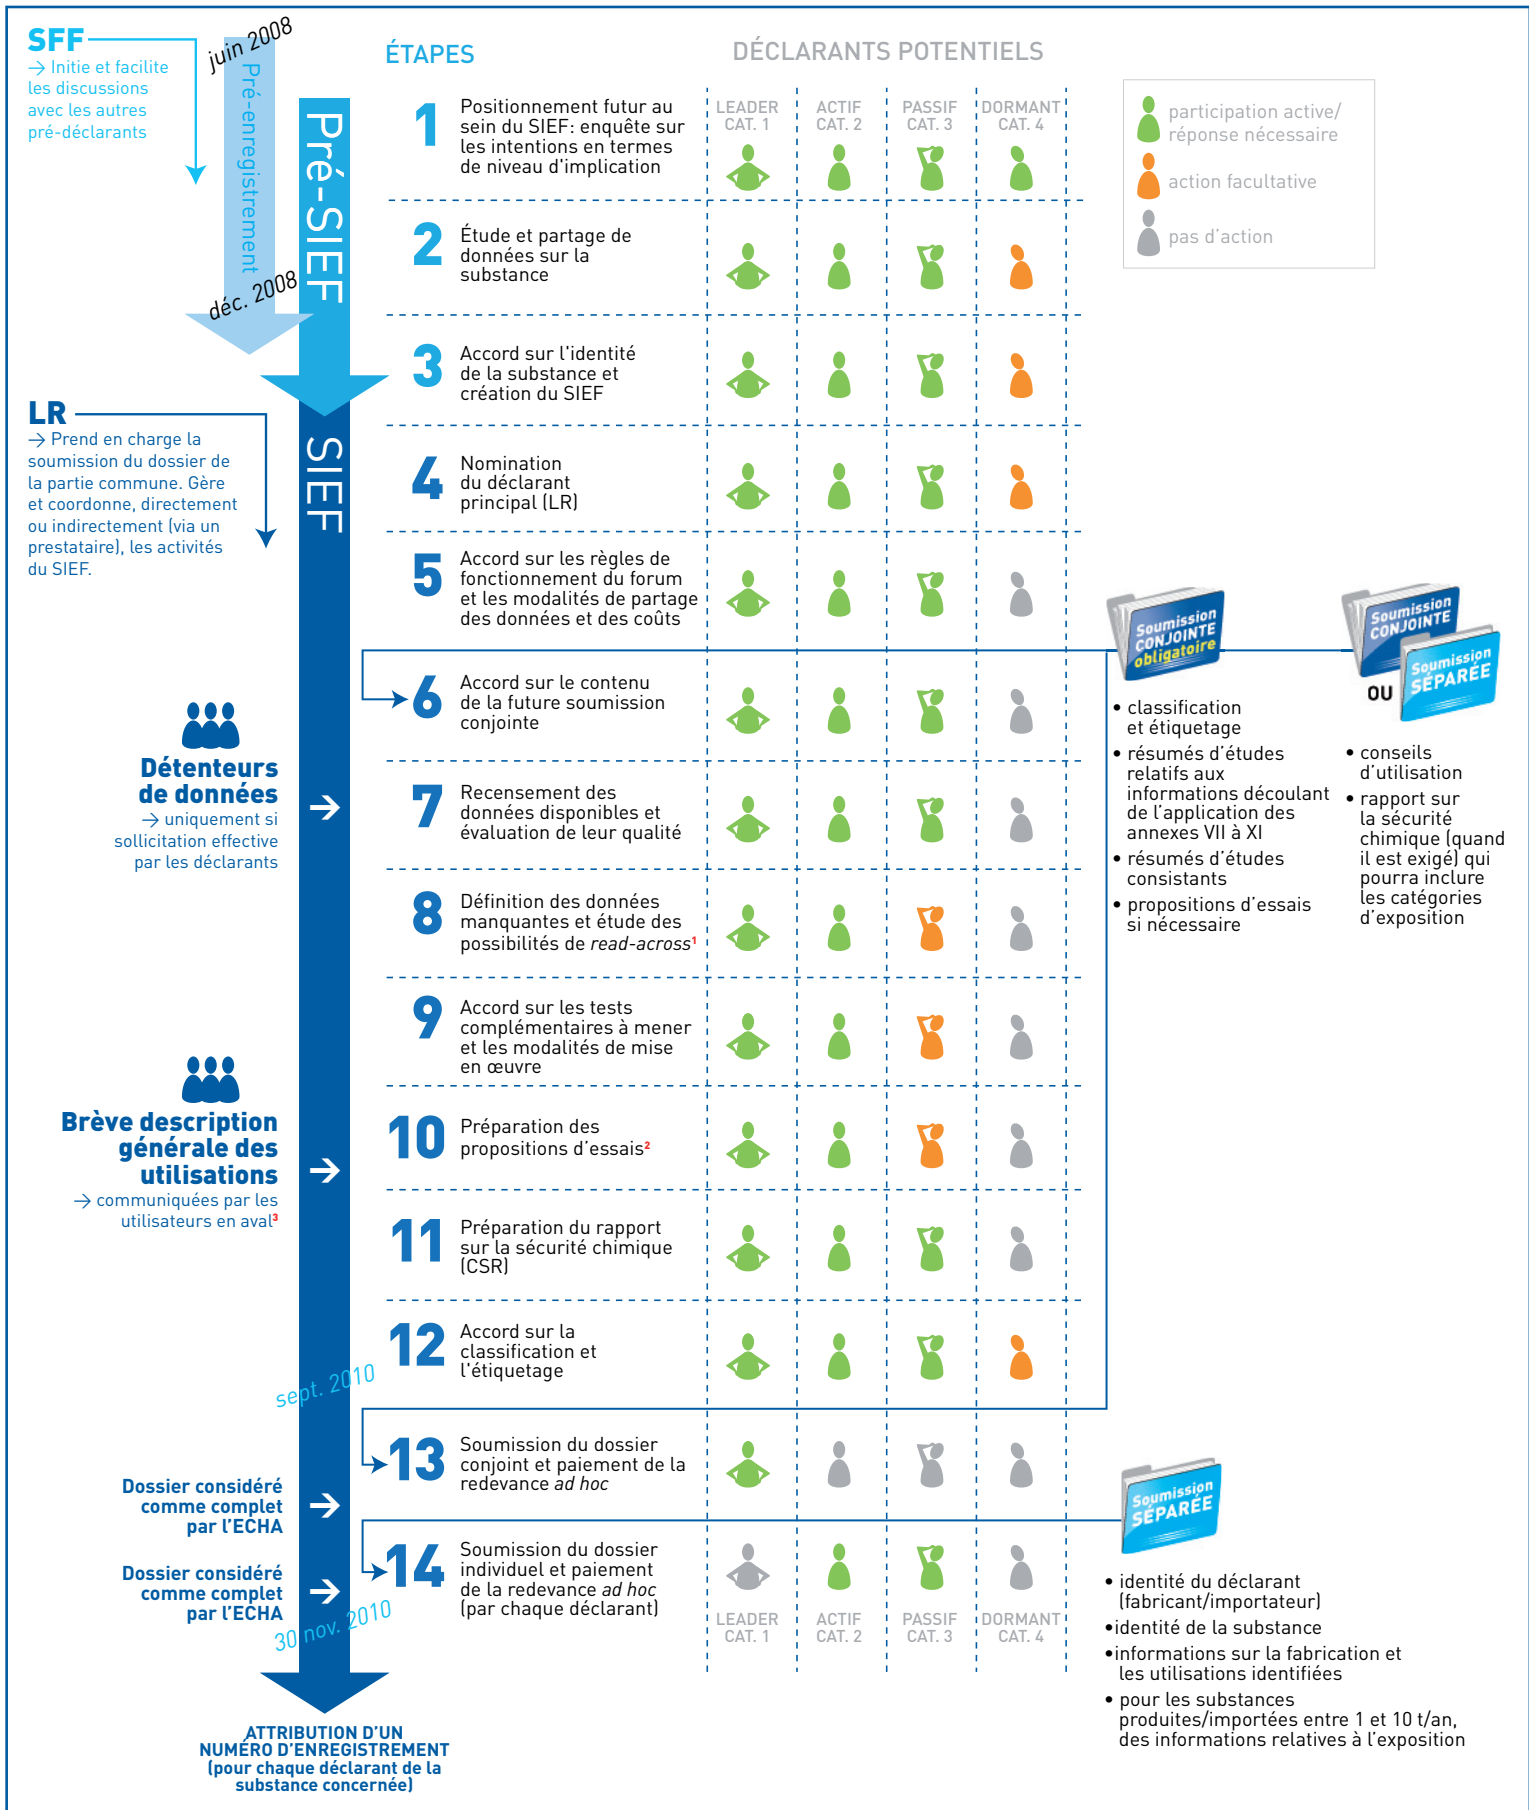 SFF
→ Initie et facilite
les discussions
avec les autres
pré-déclarants
juin 2008
Pré-enregistrement
déc. 2008
Pré-SIEF
SIEF
LR
→ Prend en charge la
soumission du dossier de
la partie commune. Gère
et coordonne, directement
ou indirectement (via un
prestataire), les activités
du SIEF.
Détenteurs
de données
→ uniquement si
sollicitation effective
par les déclarants
Brève description
générale des
utilisations
→ communiquées par les
utilisateurs en aval³
sept. 2010
Dossier considéré
comme complet
par l'ECHA
Dossier considéré
comme complet
par l'ECHA
30 nov. 2010
ATTRIBUTION D'UN
NUMÉRO D'ENREGISTREMENT
(pour chaque déclarant de la
substance concernée)
ÉTAPES
DÉCLARANTS POTENTIELS
LEADER
CAT. 1
ACTIF
CAT. 2
PASSIF
CAT. 3
DORMANT
CAT. 4
1
Positionnement futur au
sein du SIEF: enquête sur
les intentions en termes
de niveau d'implication
2
Étude et partage de
données sur la
substance
3
Accord sur l'identité
de la substance et
création du SIEF
4
Nomination
du déclarant
principal (LR)
5
Accord sur les règles de
fonctionnement du forum
et les modalités de partage
des données et des coûts
6
Accord sur le contenu
de la future soumission
conjointe
7
Recensement des
données disponibles et
évaluation de leur qualité
8
Définition des données
manquantes et étude des
possibilités de read-across¹
9
Accord sur les tests
complémentaires à mener
et les modalités de mise
en œuvre
10
Préparation des
propositions d'essais²
11
Préparation du rapport
sur la sécurité chimique
(CSR)
12
Accord sur la
classification et
l'étiquetage
13
Soumission du dossier
conjoint et paiement de la
redevance ad hoc
14
Soumission du dossier
individuel et paiement
de la redevance ad hoc
(par chaque déclarant)
LEADER
CAT. 1
ACTIF
CAT. 2
PASSIF
CAT. 3
DORMANT
CAT. 4
participation active/
réponse nécessaire
action facultative
pas d'action
Soumission
CONJOINTE
obligatoire
• classification
et étiquetage
• résumés d'études
relatifs aux
informations découlant
de l'application des
annexes VII à XI
• résumés d'études
consistants
• propositions d'essais
si nécessaire
Soumission
CONJOINTE
OU
Soumission
SÉPARÉE
• conseils
d'utilisation
• rapport sur
la sécurité
chimique (quand
il est exigé) qui
pourra inclure
les catégories
d'exposition
Soumission
SÉPARÉE
• identité du déclarant
(fabricant/importateur)
•identité de la substance
•informations sur la fabrication et
les utilisations identifiées
• pour les substances
produites/importées entre 1 et 10 t/an,
des informations relatives à l'exposition